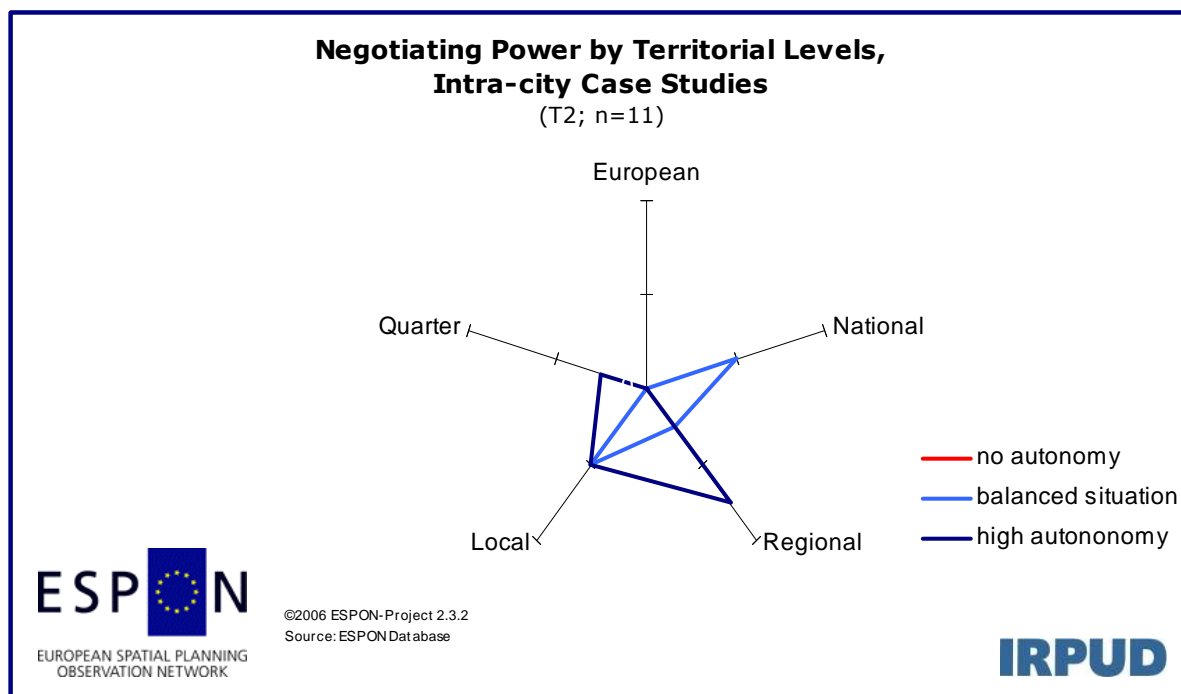 Negotiating Power by Territorial Levels,
Intra-city Case Studies
(T2; n=11)
European
Quarter
National
Local
Regional
no autonomy
balanced situation
high autononomy
ESPON
EUROPEAN SPATIAL PLANNING
OBSERVATION NETWORK
©2006 ESPON-Project 2.3.2
Source: ESPON Database
IRPUD